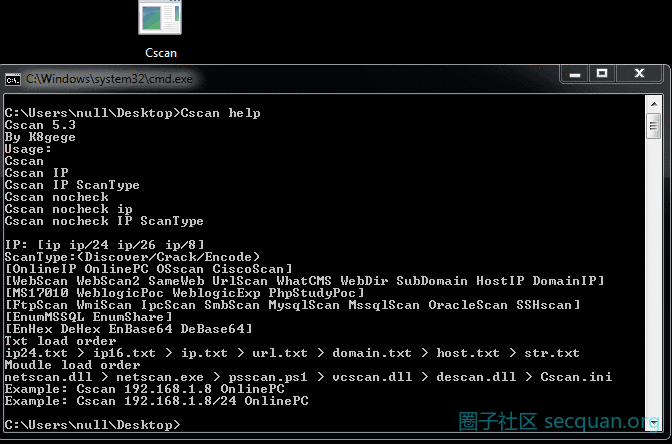 Cscan
C:\Windows\system32\cmd.exe
C:\Users\null\Desktop>Cscan help
Cscan 5.3
By K8gege
Usage:
Cscan
Cscan IP
Cscan IP ScanType
Cscan nocheck
Cscan nocheck ip
Cscan nocheck IP ScanType
IP: [ip ip/24 ip/26 ip/8]
ScanType:(Discover/Crack/Encode)
[OnlineIP OnlinePC OSscan CiscoScan]
[WebScan WebScan2 SameWeb UrlScan WhatCMS WebDir SubDomain HostIP DomainIP]
[MS17010 WeblogicPoc WeblogicExp PhpStudyPoc]
[FtpScan WmiScan IpcScan SmbScan MysqlScan MssqlScan OracleScan SSHscan]
[EnumMSSQL EnumShare]
[EnHex DeHex EnBase64 DeBase64]
Txt load order
ip24.txt > ip16.txt > ip.txt > url.txt > domain.txt > host.txt > str.txt
Moudle load order
netscan.dll > netscan.exe > psscan.ps1 > vcscan.dll > descan.dll > Cscan.ini
Example: Cscan 192.168.1.8 OnlinePC
Example: Cscan 192.168.1.8/24 OnlinePC
C:\Users\null\Desktop>
圈子社区 secquan.org